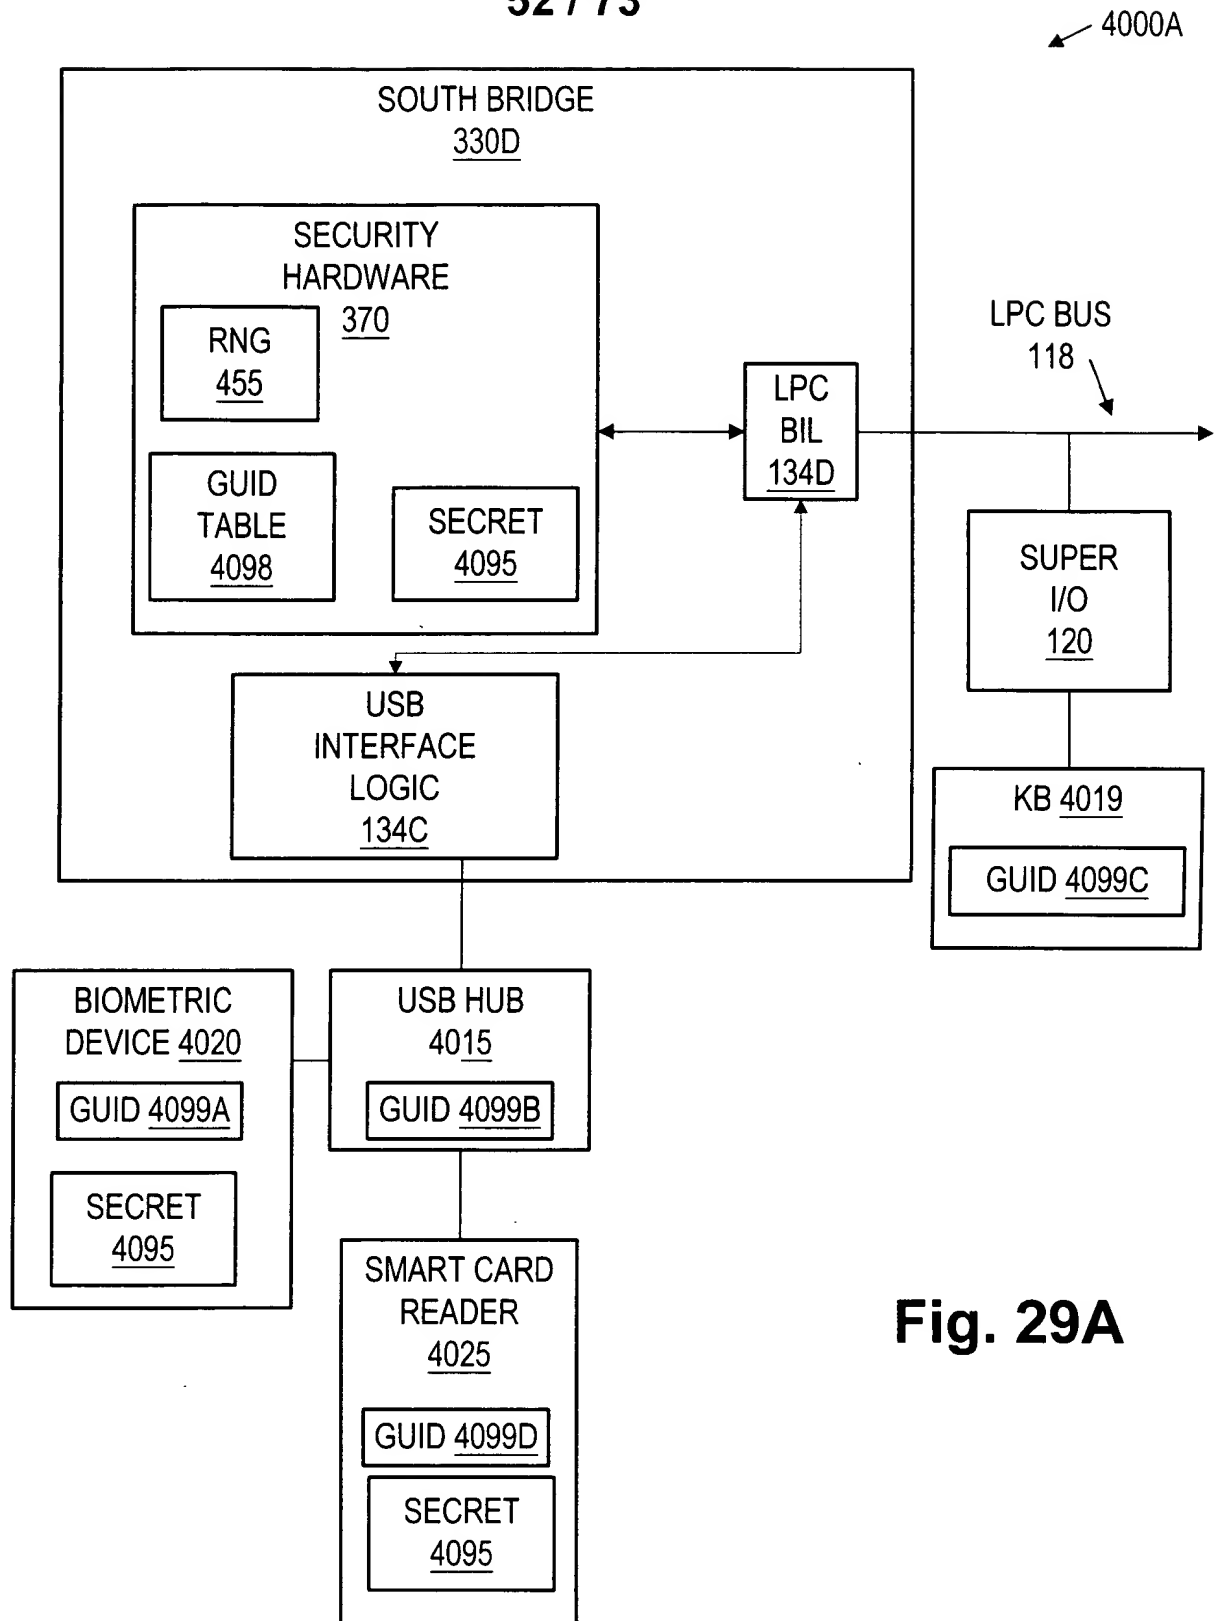 52 / 73
4000A
SOUTH BRIDGE
330D
SECURITY
HARDWARE
370
RNG
455
GUID
TABLE
4098
SECRET
4095
LPC
BIL
134D
LPC BUS
118
SUPER
I/O
120
KB 4019
GUID 4099C
USB
INTERFACE
LOGIC
134C
BIOMETRIC
DEVICE 4020
GUID 4099A
SECRET
4095
USB HUB
4015
GUID 4099B
SMART CARD
READER
4025
GUID 4099D
SECRET
4095
Fig. 29A